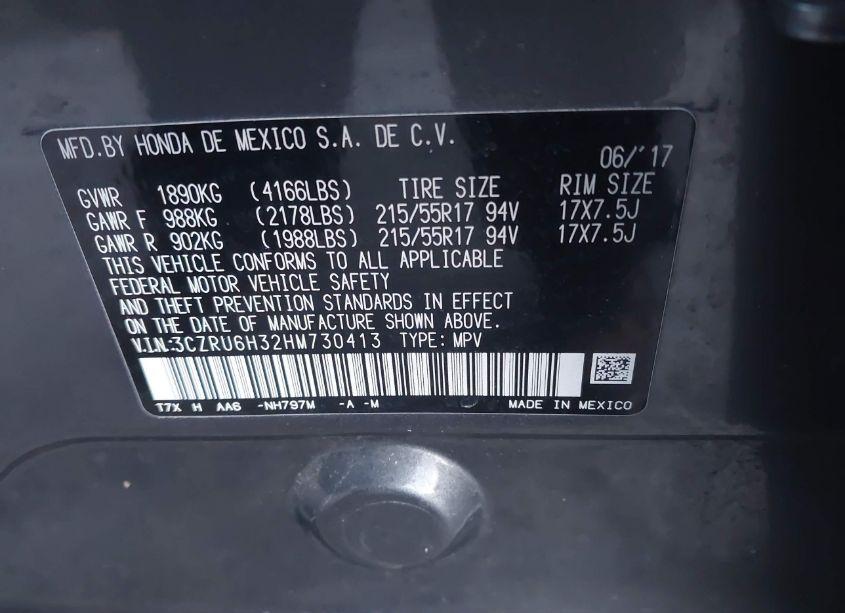 MFD.BY HONDA DE MEXICO S.A. DE C.V.
06/'17
GVWR 1890KG (4166LBS) TIRE SIZE RIM SIZE
GAWR F 988KG (2178LBS) 215/55R17 94V 17X7.5J
GAWR R 902KG (1988LBS) 215/55R17 94V 17X7.5J
THIS VEHICLE CONFORMS TO ALL APPLICABLE
FEDERAL MOTOR VEHICLE SAFETY
AND THEFT PREVENTION STANDARDS IN EFFECT
ON THE DATE OF MANUFACTURE SHOWN ABOVE.
V.I.N.:3CZRU6H32HM730413 TYPE: MPV
T7X H AA6 -NH797M -A -M MADE IN MEXICO